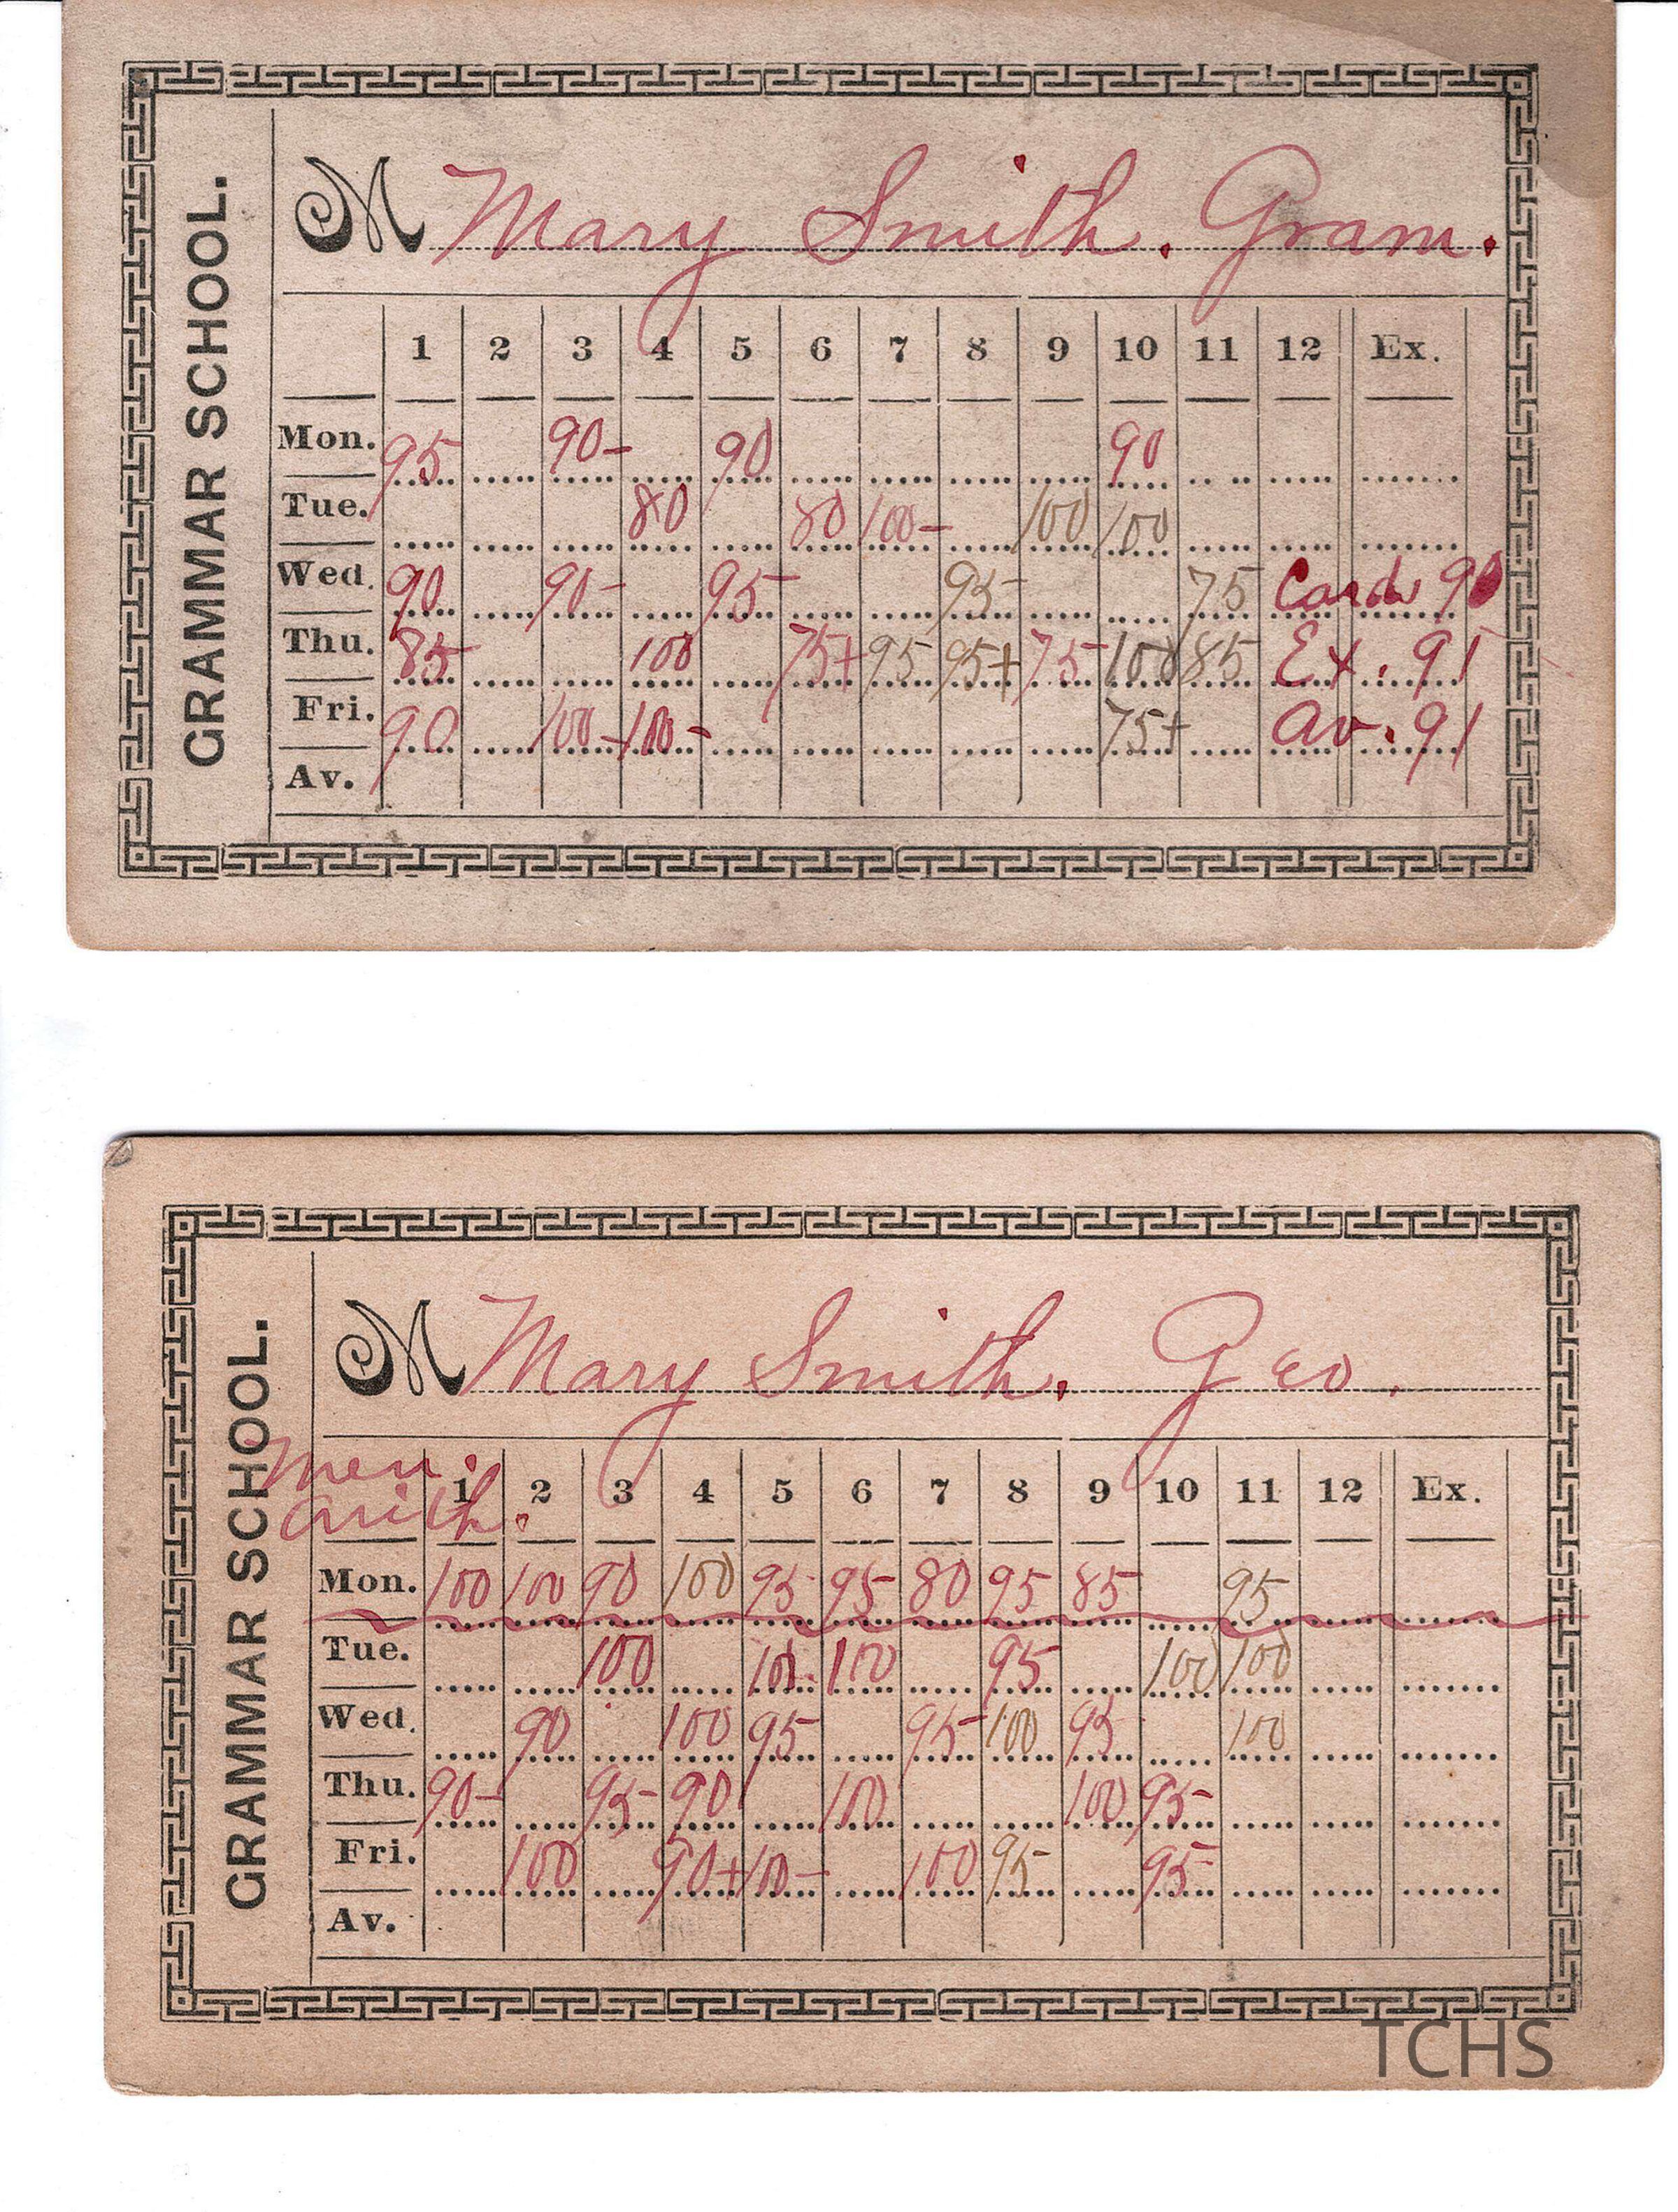 GRAMMAR SCHOOL.
M Mary Smith. Gram.
1 2 3 4 5 6 7 8 9 10 11 12 Ex.
Mon. 95 90- 90 90
Tue. 80 80 100- 100 100
Wed. 90 90- 95- 95- 75 Card 90
Thu. 85- 100 75+ 95 95+ 75- 100 85 Ex. 91
Fri. 90 100- 100- 75+ Av. 91
Av.
GRAMMAR SCHOOL.
M Mary Smith. Geo.
Men.
arith.
1 2 3 4 5 6 7 8 9 10 11 12 Ex.
Mon. 100 100 90 100 95 95 80 95 85 95
Tue. 100 100 100 95 100 100
Wed. 90 100 95 95- 100 95 100
Thu. 90- 95- 90 100 100 95-
Fri. 100 90+ 100- 100 95- 95-
Av.
TCHS